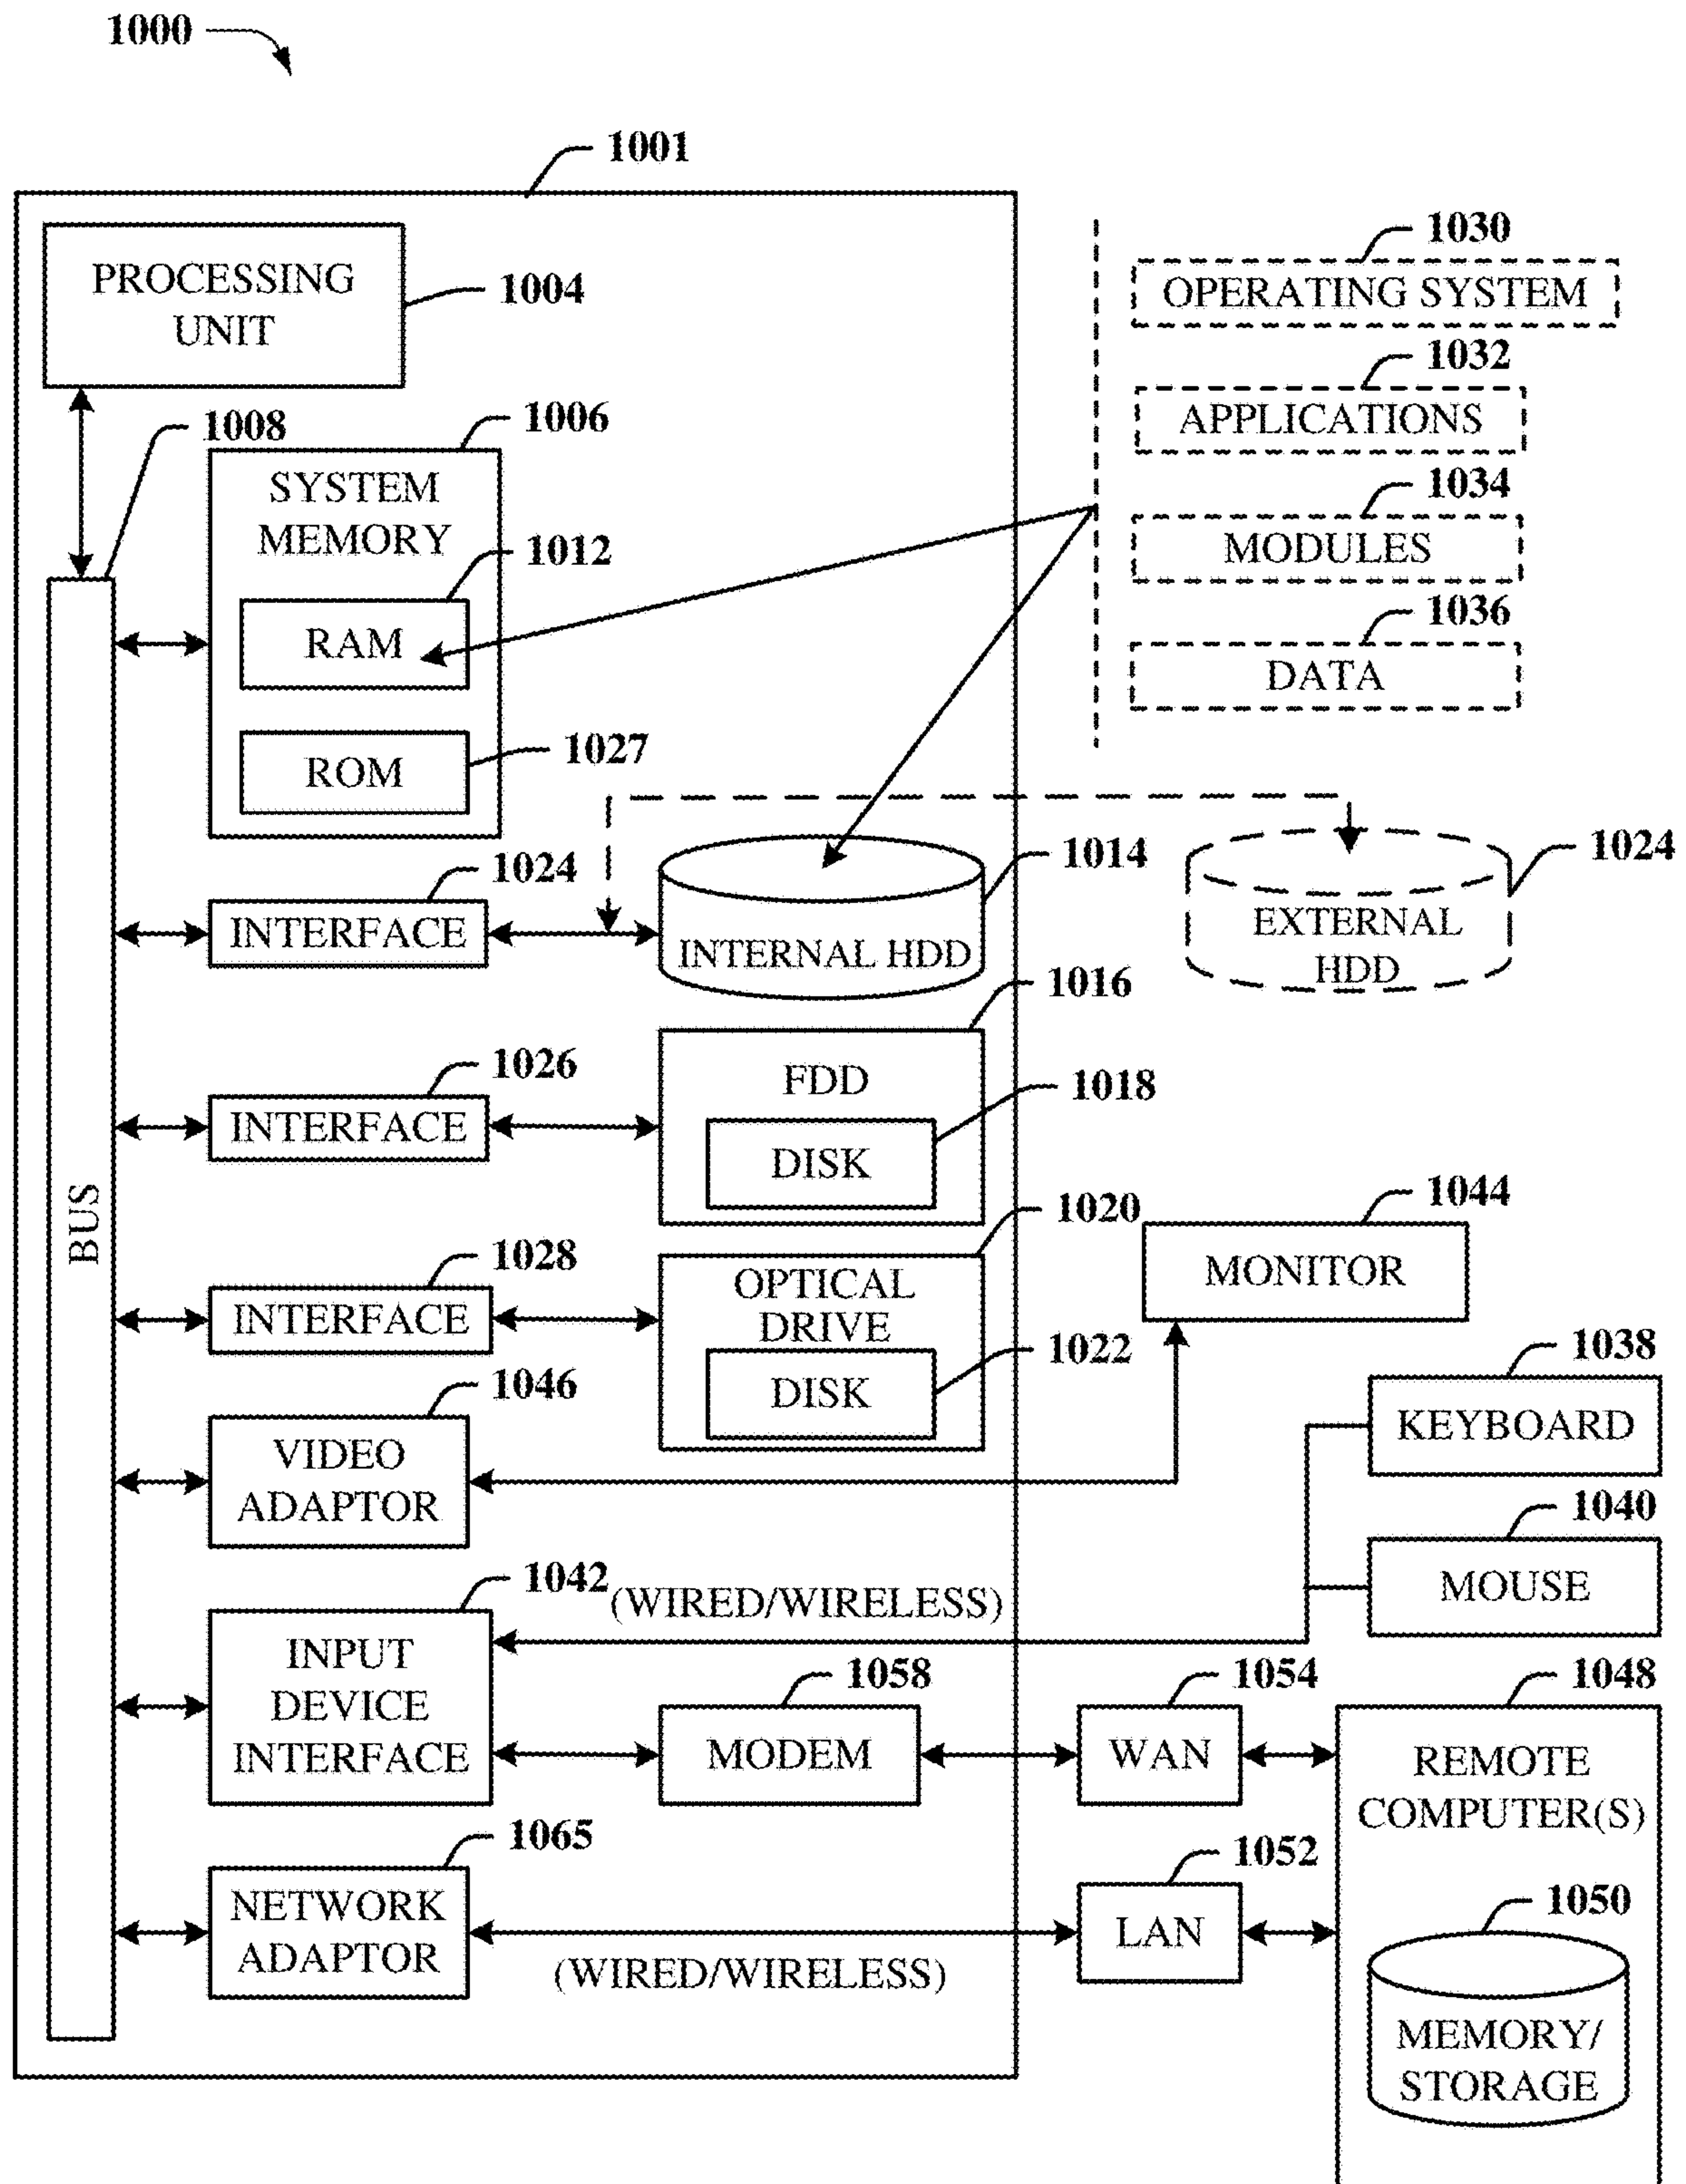 1000
1001
PROCESSING
UNIT
1004
1008
1006
SYSTEM
MEMORY
1012
RAM
ROM
1027
1030
OPERATING SYSTEM
1032
APPLICATIONS
1034
MODULES
1036
DATA
1024
INTERFACE
1014
INTERNAL HDD
1024
EXTERNAL
HDD
1016
1026
INTERFACE
FDD
1018
DISK
BUS
1020
1028
INTERFACE
OPTICAL
DRIVE
1022
DISK
1044
MONITOR
1046
VIDEO
ADAPTOR
1038
KEYBOARD
1040
MOUSE
1042
(WIRED/WIRELESS)
INPUT
DEVICE
INTERFACE
1058
MODEM
1054
WAN
1048
REMOTE
COMPUTER(S)
1065
NETWORK
ADAPTOR
(WIRED/WIRELESS)
1052
LAN
1050
MEMORY/
STORAGE